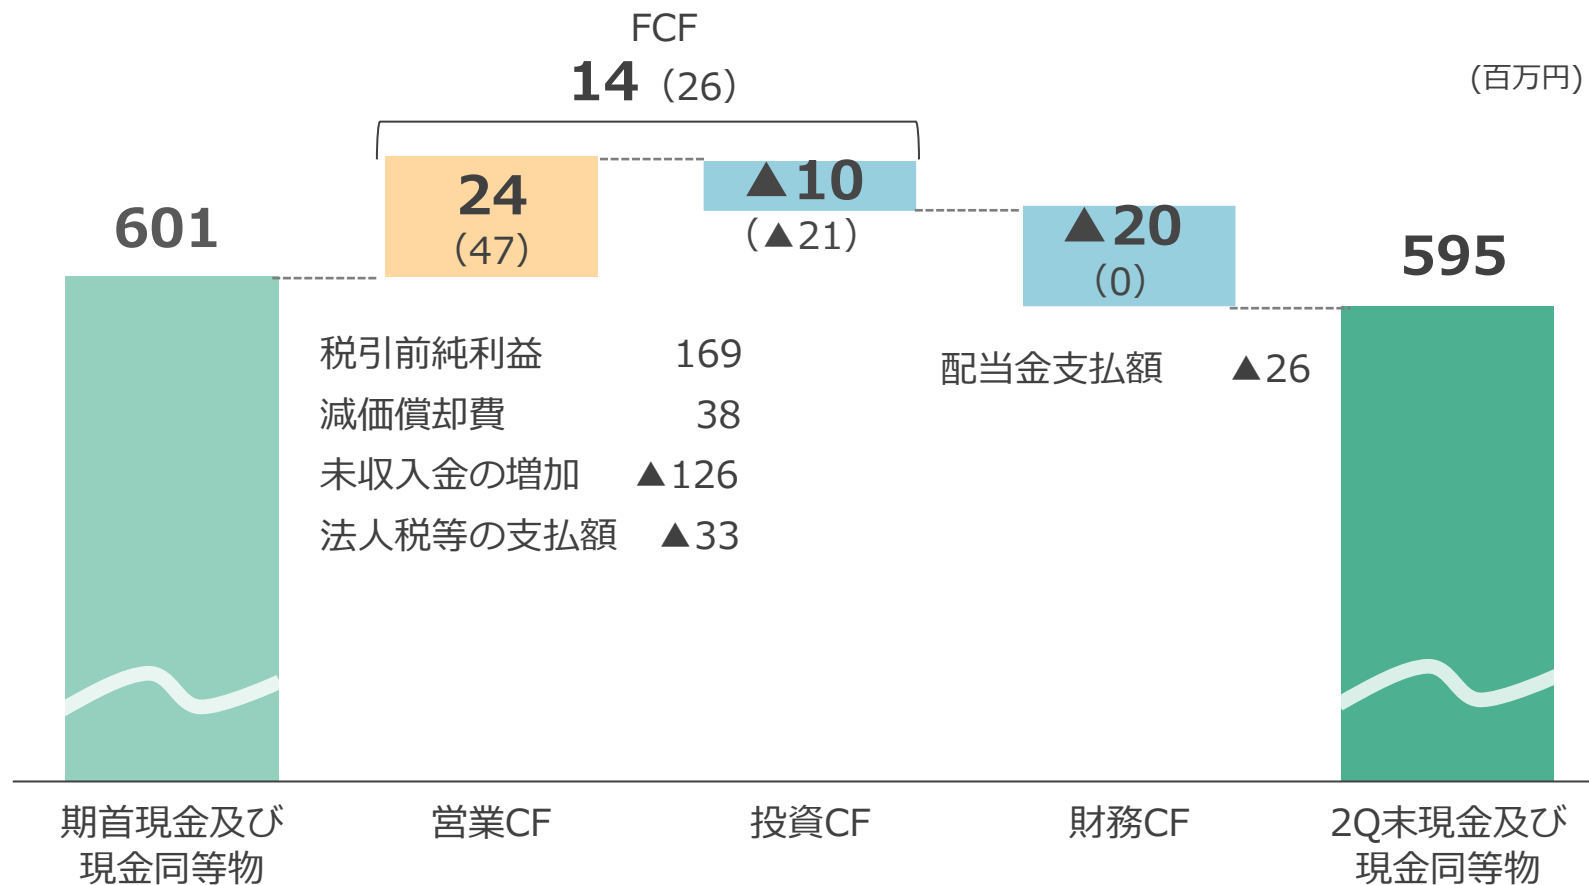 FCF
14（26）
(百万円)
601
24
（47）
▲10
（▲21）
▲20
（0）
595
税引前純利益 169
減価償却費 38
未収入金の増加 ▲126
法人税等の支払額 ▲33
配当金支払額 ▲26
期首現金及び
現金同等物
営業CF
投資CF
財務CF
2Q末現金及び
現金同等物